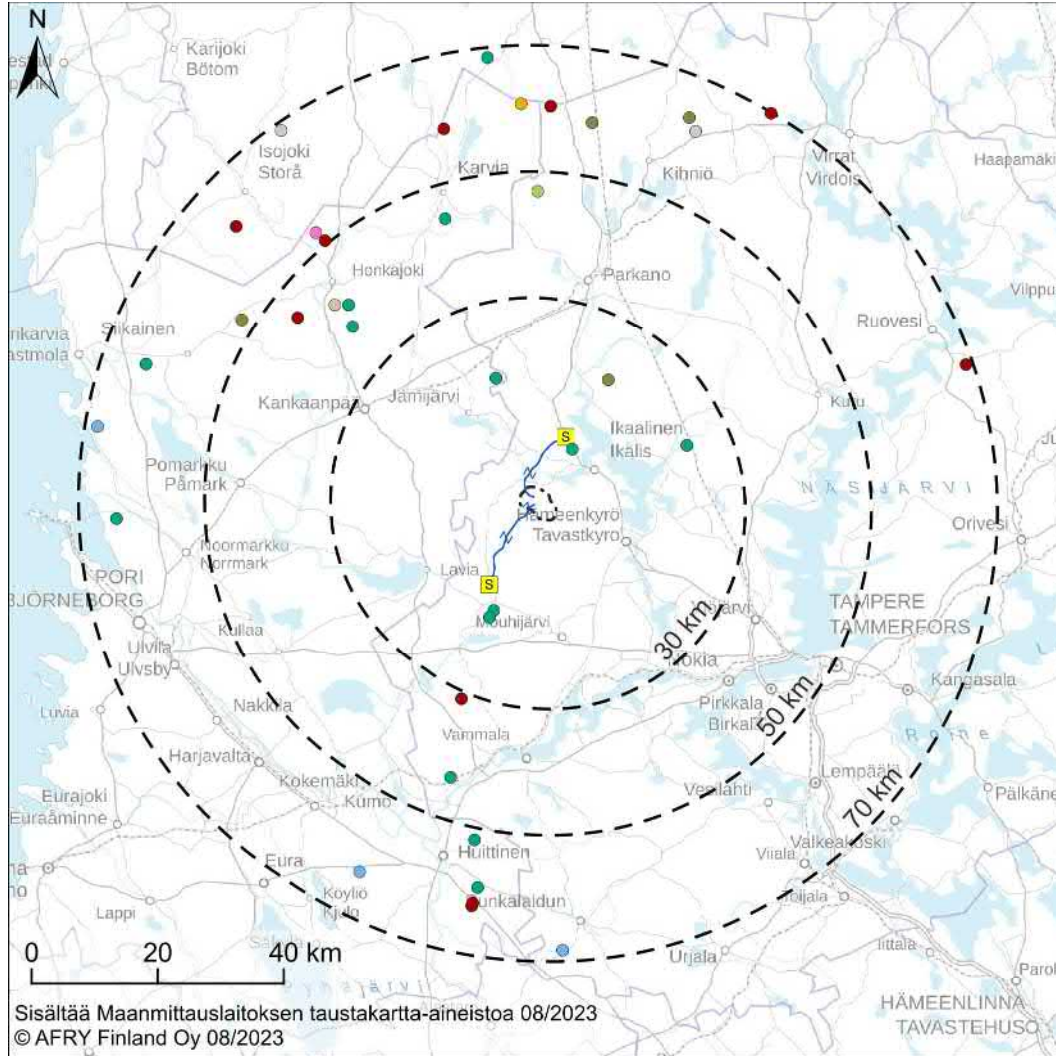 N
Karijoki
Bötom
Isojoki
Storå
Karvia
Kihniö
Virrat
Virdois
Haapamäki
Honkajoki
Parkano
Vilppu
Siikainen
Ruovesi
Kankaanpää
Jämijärvi
Kuru
S
Ikaalinen
Ikalis
Pomarkku
Påmark
NÄSIJÄRVI
Hämeenkyrö
Tavastkyro
Orivesi
Noormarkku
Norrmark
Lavia
PORI
BJÖRNEBORG
S
Mouhijärvi
30 km
TAMPERE
TAMMERFORS
Kullaa
Ulvila
Ulvsby
Kangasala
Pirkkala
Birkala
50 km
Luvia
Nakkila
Vammala
Harjavalta
Lempäälä
Kokemäki
Kumo
Vesilahti
70 km
Pälkäne
Eurajoki
Euraåminne
Valkeakoski
Huittinen
Viiala
Eura
Köyliö
Kjulo
Punkalaidun
Toijala
Lappi
0 20 40 km
Urjala
Iittala
Parol
HÄMEENLINNA
TAVASTEHUSO
Sisältää Maanmittauslaitoksen taustakartta-aineistoa 08/2023
© AFRY Finland Oy 08/2023